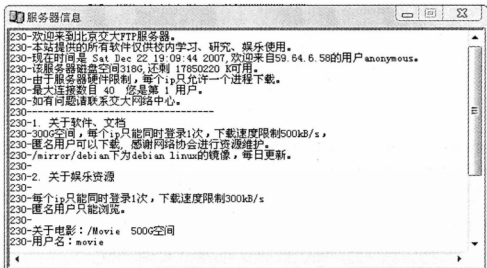 服务器信息
230-欢迎来到北京交大FTP服务器。
230-本站提供的所有软件仅供校内学习、研究、娱乐使用。
230-现在时间是 Sat Dec 22 19:09:44 2007,欢迎来自59.64.6.58的用户anonymous。
230-该服务器磁盘空间318G,还剩 17850220 K可用。
230-由于服务器硬件限制，每个ip只允许一个进程下载。
230-最大连接数目 40  您是第 1 用户。
230-如有问题请联系交大网络中心。
230----------------------------------
230-1. 关于软件、文档
230-300G空间，每个ip只能同时登录1次，下载速度限制500kB/s，
230-匿名用户可以下载, 感谢网络协会进行资源维护。
230-/mirror/debian下为debian linux的镜像，每日更新。
230-
230-2. 关于娱乐资源
230-
230-每个ip只能同时登录1次，下载速度限制300kB/s
230-匿名用户只能浏览。
230-
230-关于电影：/Movie  500G空间
230-用户名：movie